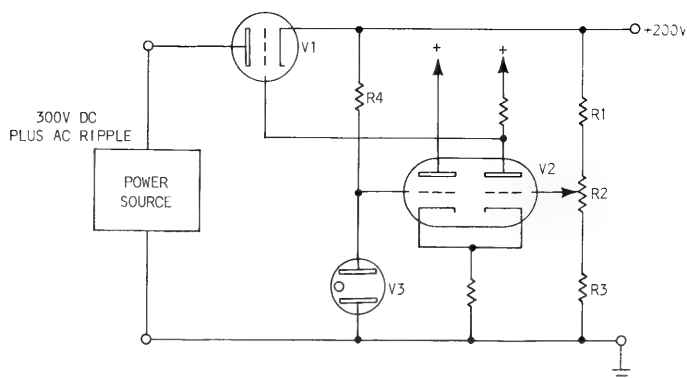 +200V
V1
+
+
R4
R1
300V DC
PLUS AC RIPPLE
V2
POWER
SOURCE
R2
V3
R3